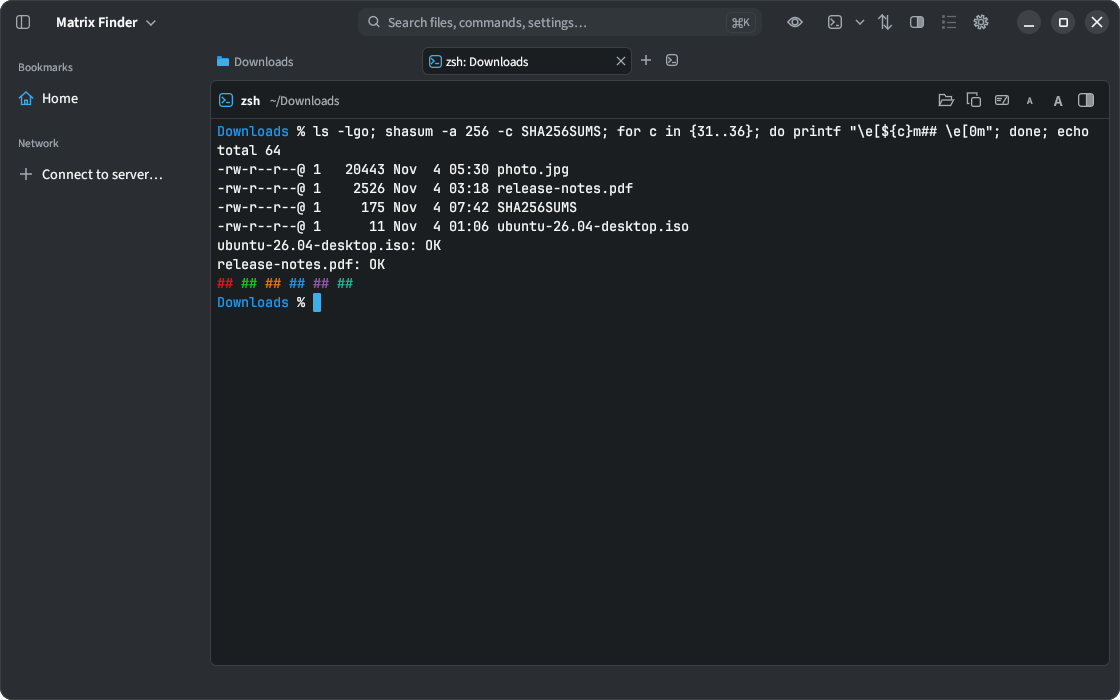 Matrix Finder
Search files, commands, settings… ⌘K
Bookmarks
Home
Network
Connect to server…
Downloads
zsh: Downloads
zsh ~/Downloads
A A
Downloads % ls -lgo; shasum -a 256 -c SHA256SUMS; for c in {31..36}; do printf "\e[${c}m## \e[0m"; done; echo
total 64
-rw-r--r--@ 1   20443 Nov  4 05:30 photo.jpg
-rw-r--r--@ 1    2526 Nov  4 03:18 release-notes.pdf
-rw-r--r--@ 1     175 Nov  4 07:42 SHA256SUMS
-rw-r--r--@ 1      11 Nov  4 01:06 ubuntu-26.04-desktop.iso
ubuntu-26.04-desktop.iso: OK
release-notes.pdf: OK
## ## ## ## ## ##
Downloads %